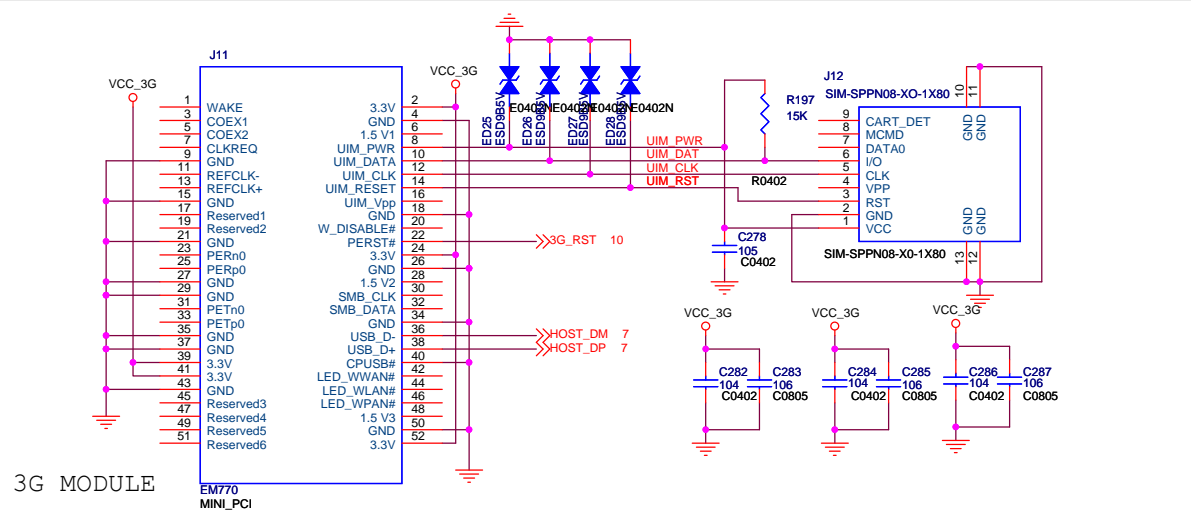 J11
VCC_3G
VCC_3G
1 WAKE 3.3V 2
3 COEX1 GND 4
5 COEX2 1.5 V1 6
7 CLKREQ UIM_PWR 8
9 GND UIM_DATA 10
11 REFCLK- UIM_CLK 12
13 REFCLK+ UIM_RESET 14
15 GND UIM_Vpp 16
17 Reserved1 GND 18
19 Reserved2 W_DISABLE# 20
21 GND PERST# 22
23 PERn0 3.3V 24
25 PERp0 GND 26
27 GND 1.5 V2 28
29 GND SMB_CLK 30
31 PETn0 SMB_DATA 32
33 PETp0 GND 34
35 GND USB_D- 36
37 GND USB_D+ 38
39 3.3V CPUSB# 40
41 3.3V LED_WWAN# 42
43 GND LED_WLAN# 44
45 Reserved3 LED_WPAN# 46
47 Reserved4 1.5 V3 48
49 Reserved5 GND 50
51 Reserved6 3.3V 52
EM770
MINI_PCI
3G MODULE
ED25
ESD9B5V
ED26
ESD9B5V
ED27
ESD9B5V
ED28
ESD9B5V
E0402N
E0402N
E0402N
E0402N
UIM_PWR
UIM_DAT
UIM_CLK
UIM_RST
R197
15K
R0402
3G_RST 10
HOST_DM 7
HOST_DP 7
J12
SIM-SPPN08-XO-1X80
10
11
GND
GND
9 CART_DET
8 MCMD
7 DATA0
6 I/O
5 CLK
4 VPP
3 RST
2 GND
1 VCC
GND
GND
13
12
SIM-SPPN08-X0-1X80
C278
105
C0402
VCC_3G
C282
104
C0402
C283
106
C0805
VCC_3G
C284
104
C0402
C285
106
C0805
VCC_3G
C286
104
C0402
C287
106
C0805